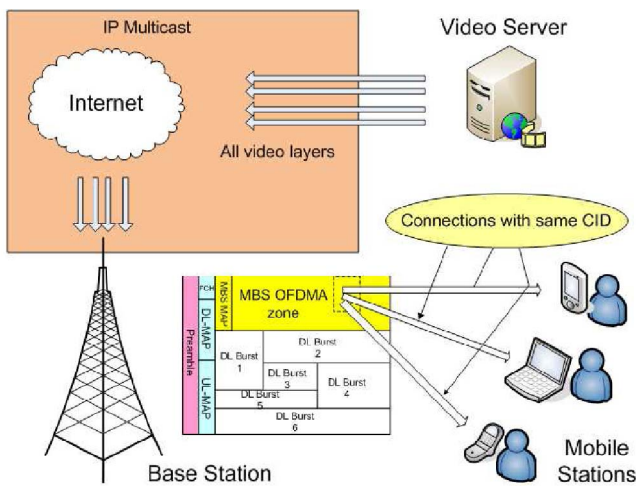 IP Multicast
Video Server
Internet
All video layers
Connections with same CID
Preamble
FCH
DL-MAP
UL-MAP
MBS MAP
MBS OFDMA
zone
DL Burst
1
DL Burst
2
DL Burst
3
DL Burst
4
DL Burst
5
DL Burst
6
Base Station
Mobile
Stations